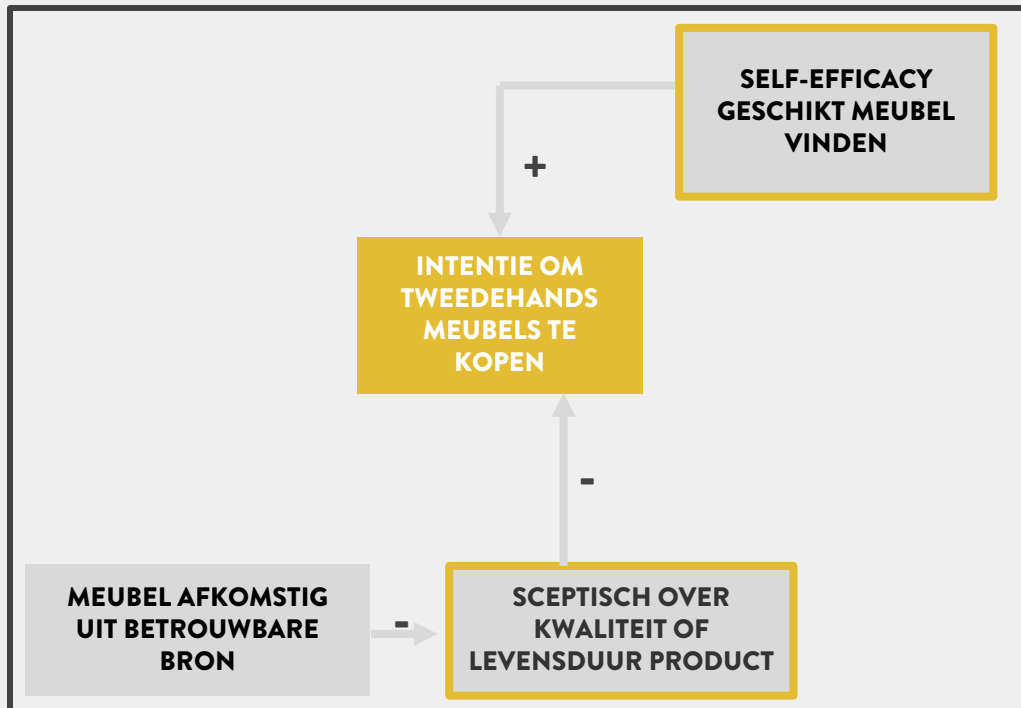 SELF-EFFICACY
GESCHIKT MEUBEL
VINDEN
+
INTENTIE OM
TWEEDEHANDS
MEUBELS TE
KOPEN
-
MEUBEL AFKOMSTIG
UIT BETROUWBARE
BRON
-
SCEPTISCH OVER
KWALITEIT OF
LEVENSDUUR PRODUCT